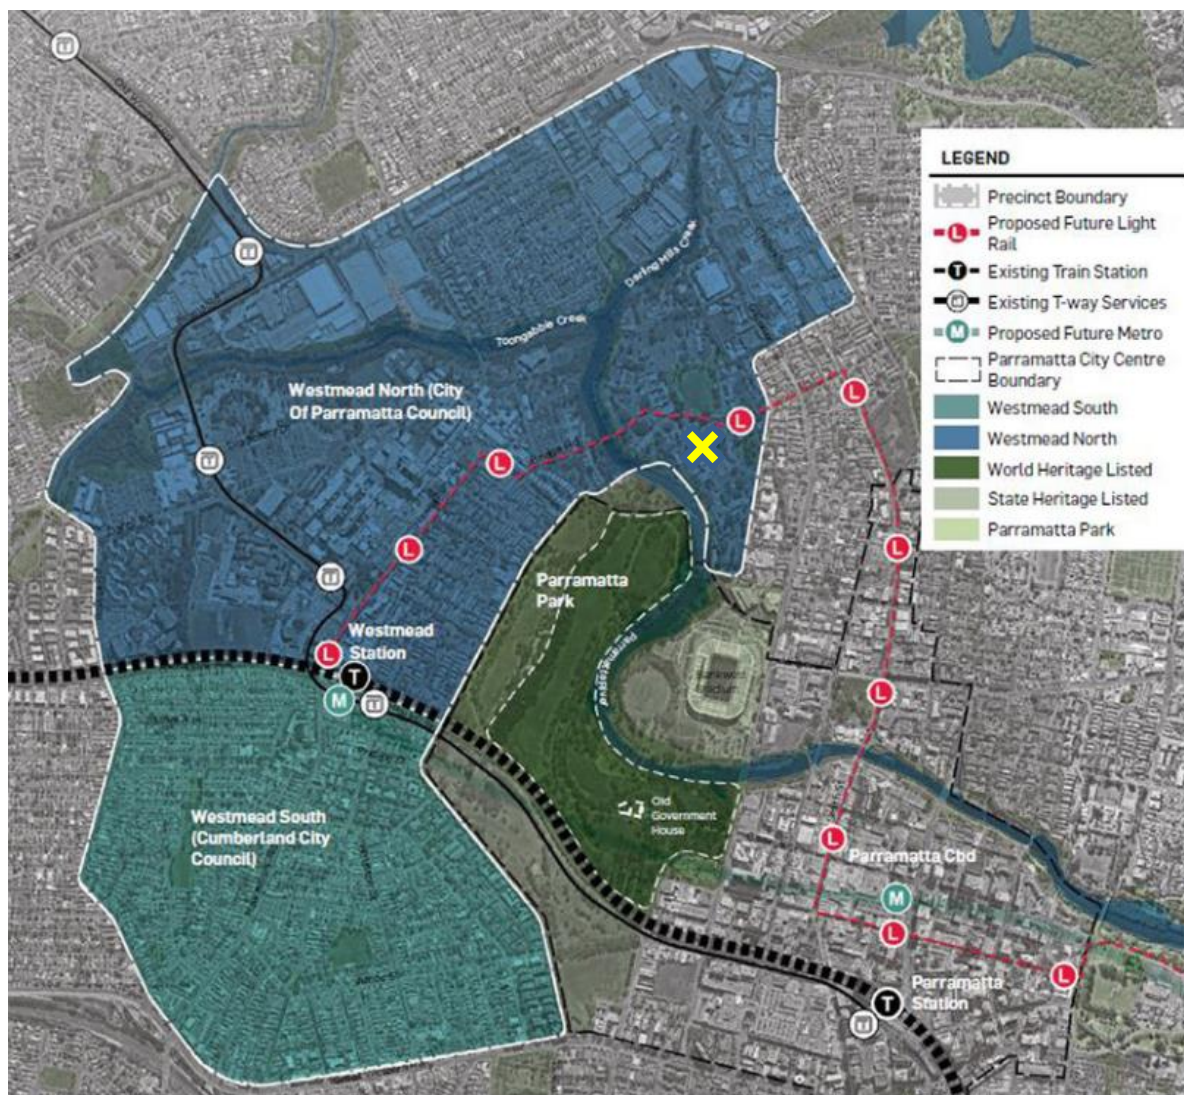 LEGEND
Precinct Boundary
L
Proposed Future Light
Rail
T
Existing Train Station
Existing T-way Services
M
Proposed Future Metro
Parramatta City Centre
Boundary
Westmead South
Westmead North
World Heritage Listed
State Heritage Listed
Parramatta Park
Darling Mills Creek
Toongabbie Creek
Westmead North (City
Of Parramatta Council)
L
L
L
L
L
L
Parramatta
Park
Westmead
Station
L
T
M
L
Old
Government
House
Westmead South
(Cumberland City
Council)
L
Parramatta Cbd
M
L
L
Parramatta
Station
T